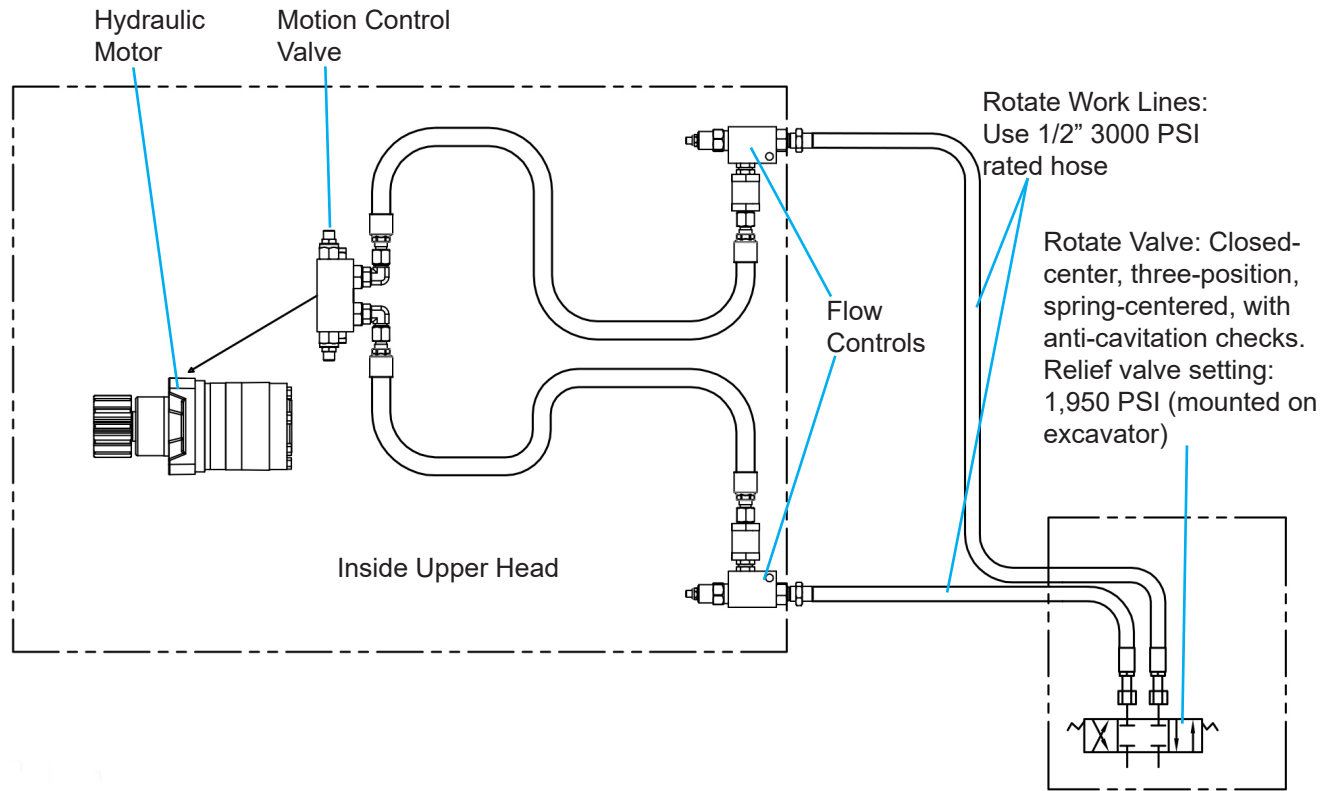 Hydraulic
Motor
Motion Control
Valve
Rotate Work Lines:
Use 1/2” 3000 PSI
rated hose
Rotate Valve: Closed-
center, three-position,
spring-centered, with
anti-cavitation checks.
Relief valve setting:
1,950 PSI (mounted on
excavator)
Flow
Controls
Inside Upper Head